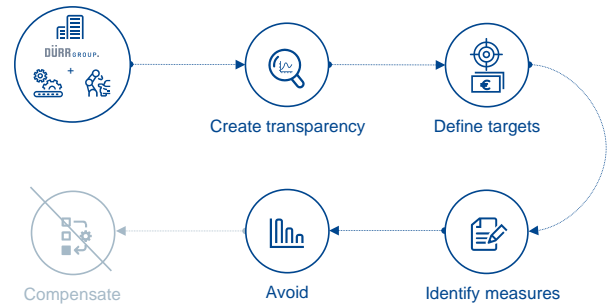 DÜRR GROUP.
+
Create transparency
Define targets
€
Compensate
Avoid
Identify measures